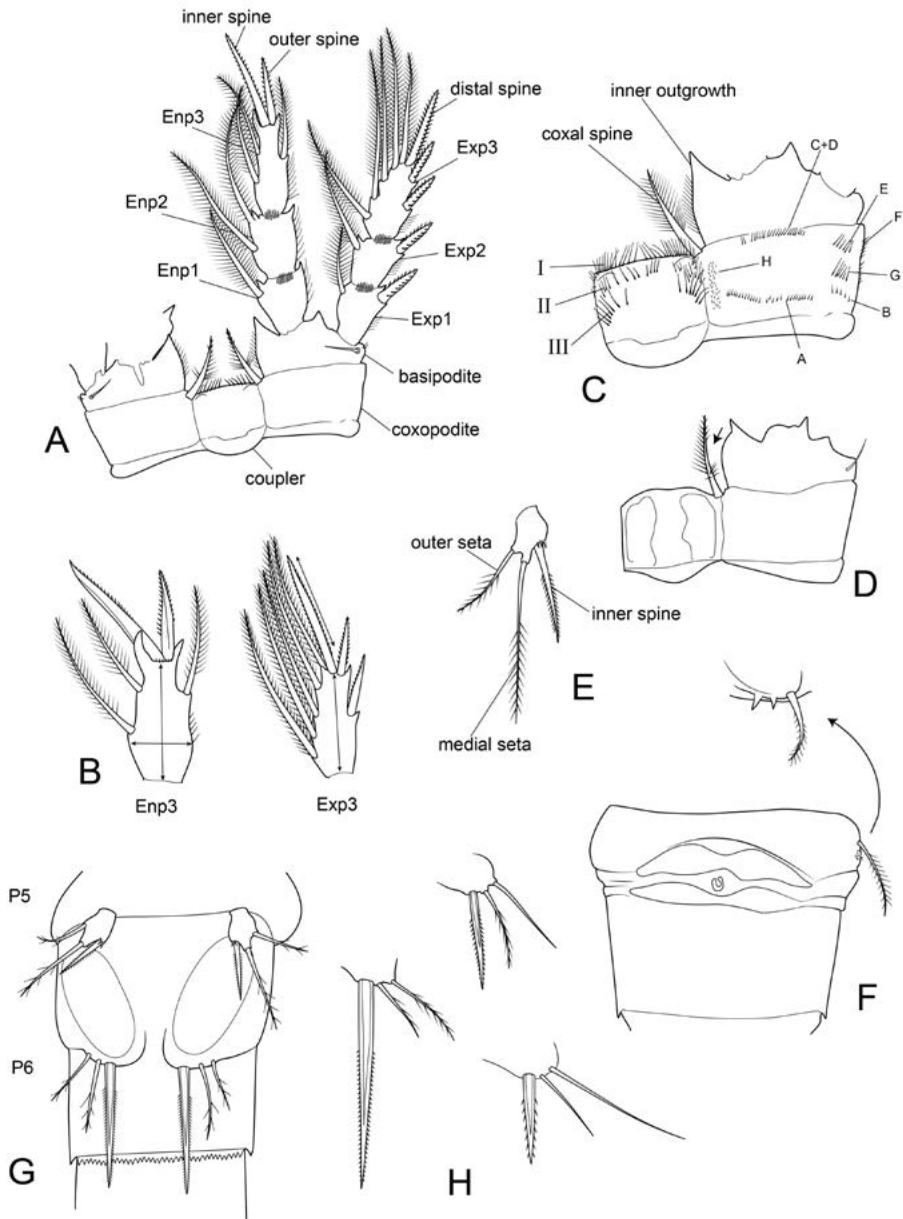 inner spine
outer spine
distal spine
Enp3
Exp3
Enp2
Exp2
Enp1
Exp1
basipodite
coxopodite
coupler
A
inner outgrowth
coxal spine
C+D
E
F
I
H
G
II
B
III
A
C
D
outer seta
inner spine
medial seta
E
B
Enp3
Exp3
F
P5
P6
G
H